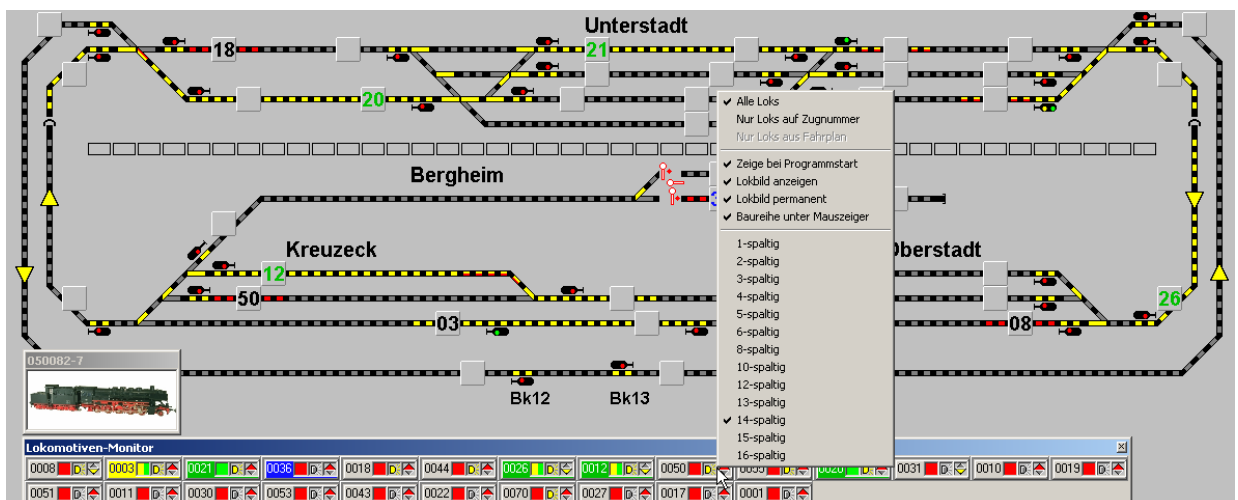 Unterstadt
18
21
20
Alle Loks
Nur Loks auf Zugnummer
Nur Loks aus Fahrplan
Zeige bei Programmstart
Lokbild anzeigen
Lokbild permanent
Baureihe unter Mauszeiger
1-spaltig
2-spaltig
3-spaltig
4-spaltig
5-spaltig
6-spaltig
8-spaltig
10-spaltig
12-spaltig
13-spaltig
14-spaltig
15-spaltig
16-spaltig
Bergheim
3
Kreuzeck
Oberstadt
12
50
26
03
08
050082-7
Bk12 Bk13
Lokomotiven-Monitor
0008 D 0003 D 0021 D 0036 D 0018 D 0044 D 0026 D 0012 D 0050 0020 0031 D 0010 D 0019 D
0051 D 0011 D 0030 D 0053 D 0043 D 0022 D 0070 D 0027 D 0017 D 0001 D